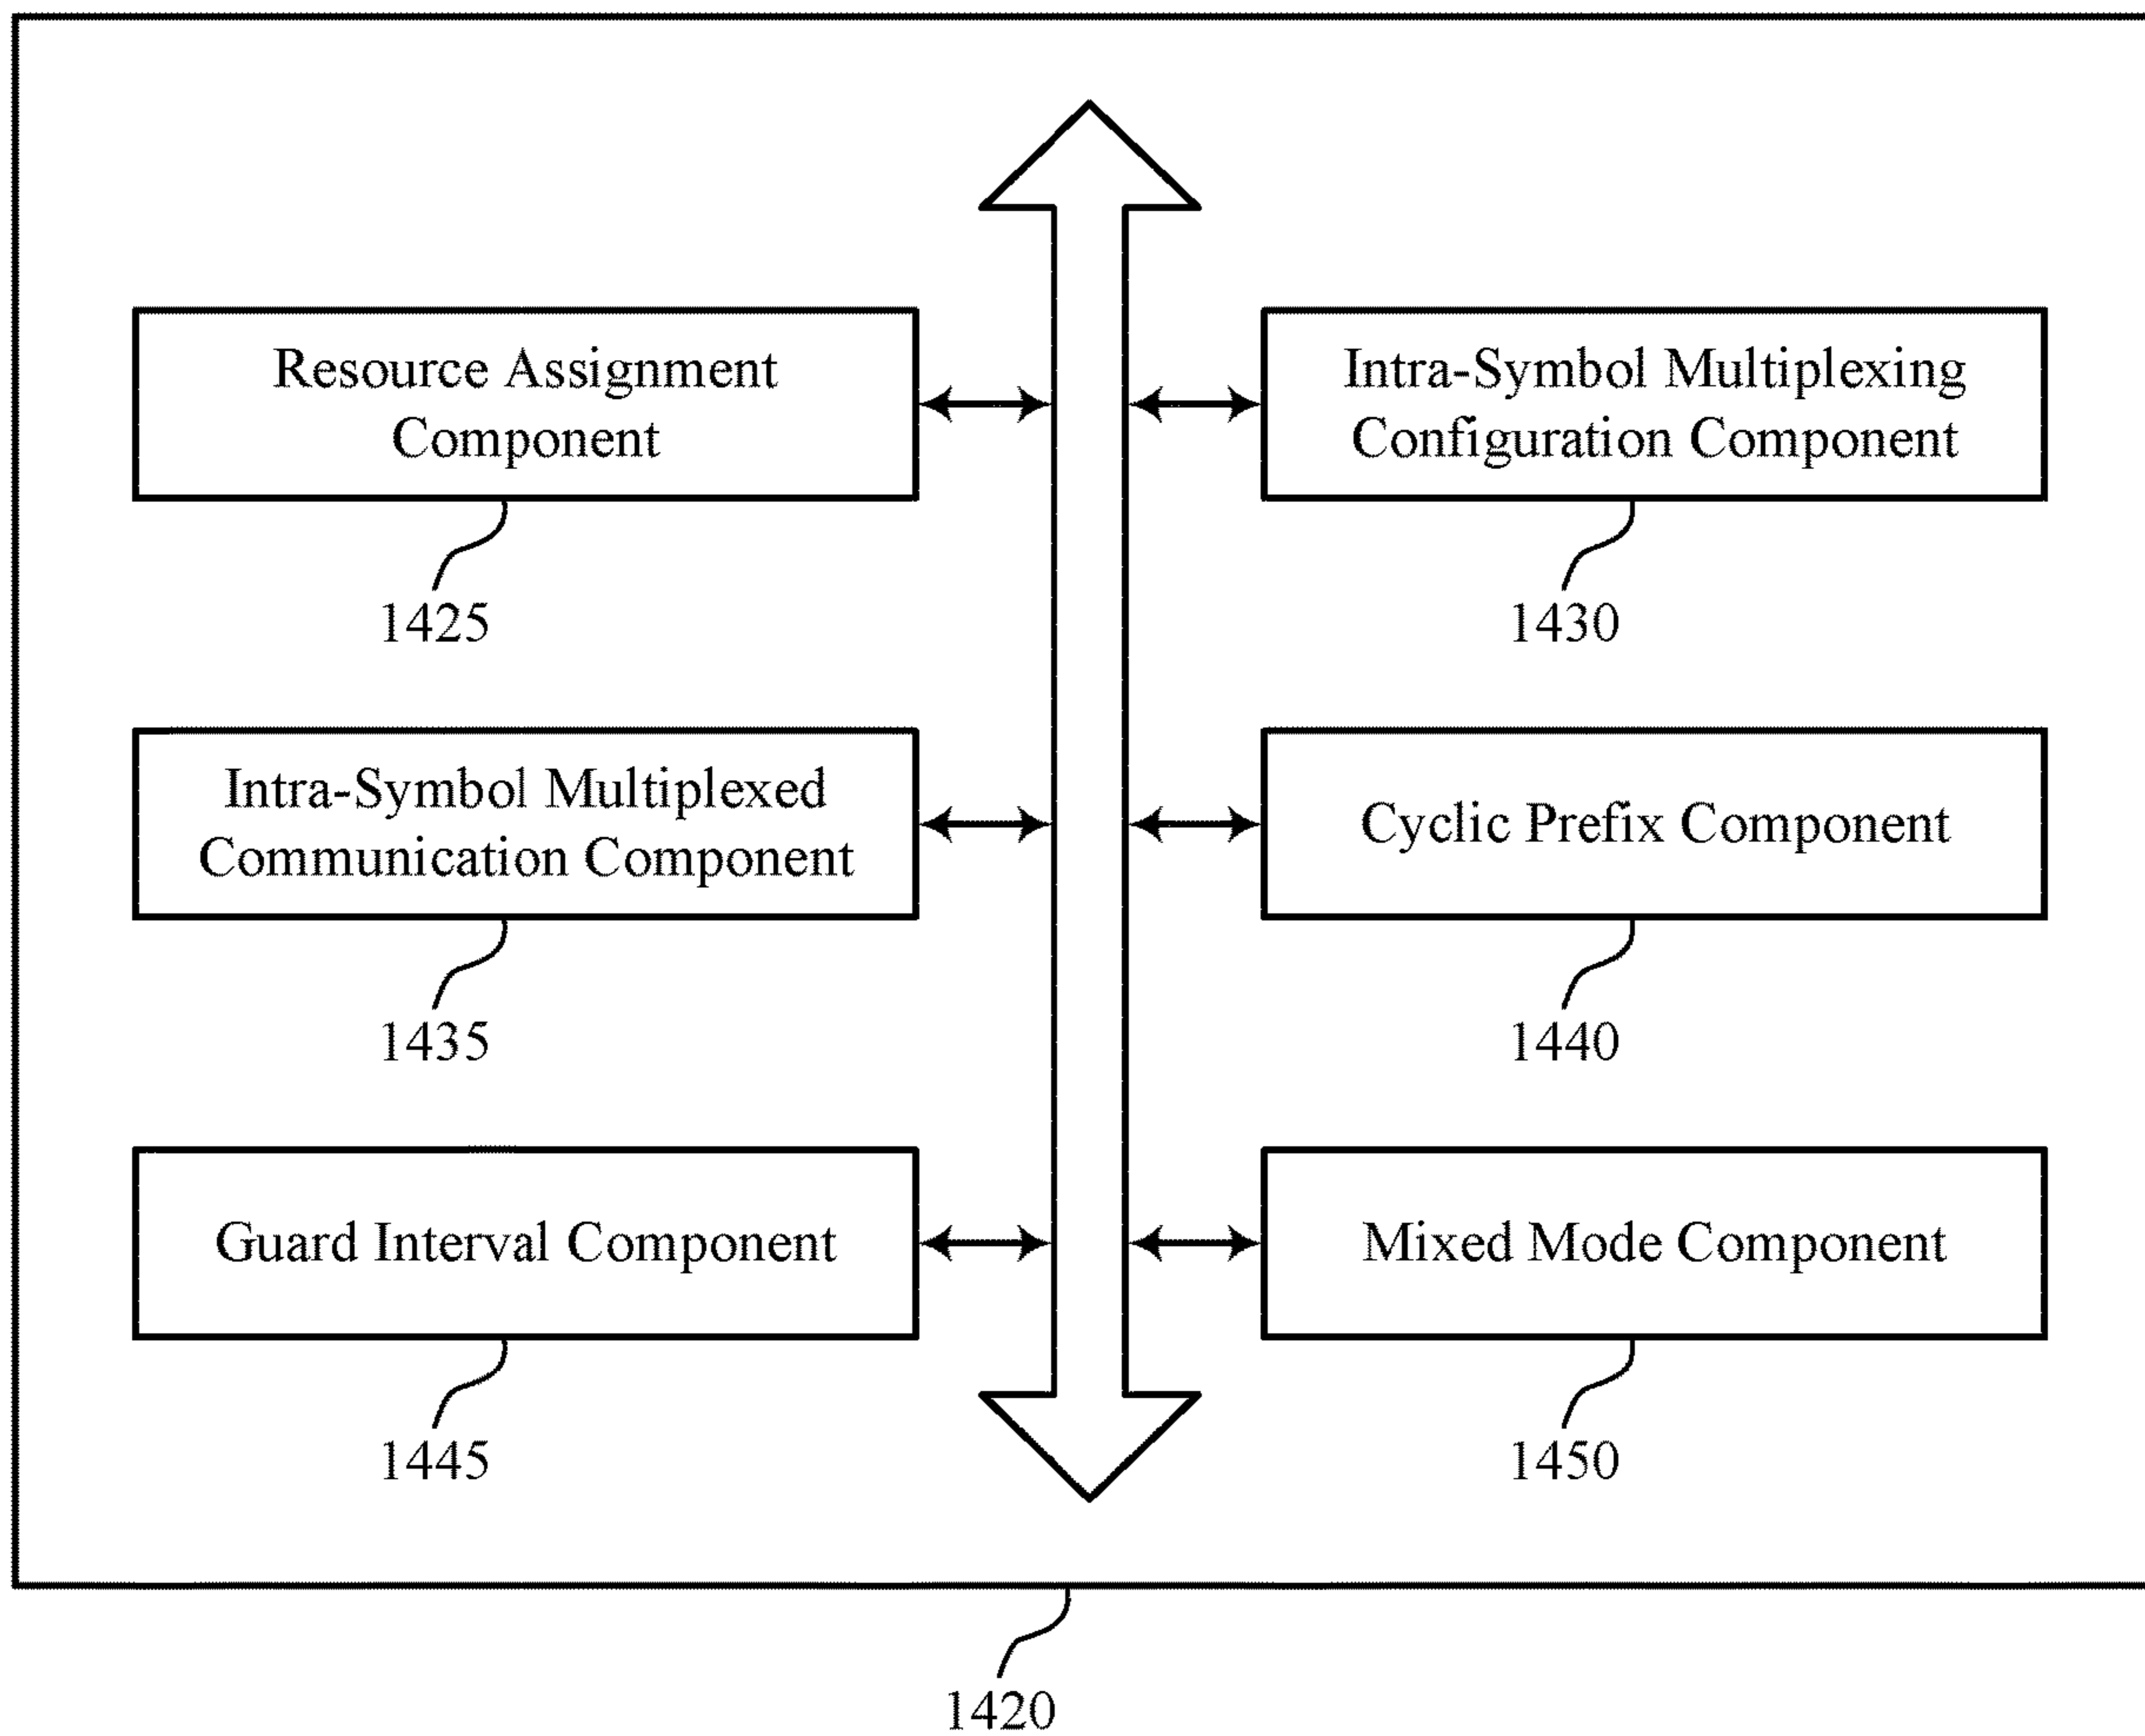 Resource Assignment
Component
1425
Intra-Symbol Multiplexing
Configuration Component
1430
Intra-Symbol Multiplexed
Communication Component
1435
Cyclic Prefix Component
1440
Guard Interval Component
1445
Mixed Mode Component
1450
1420